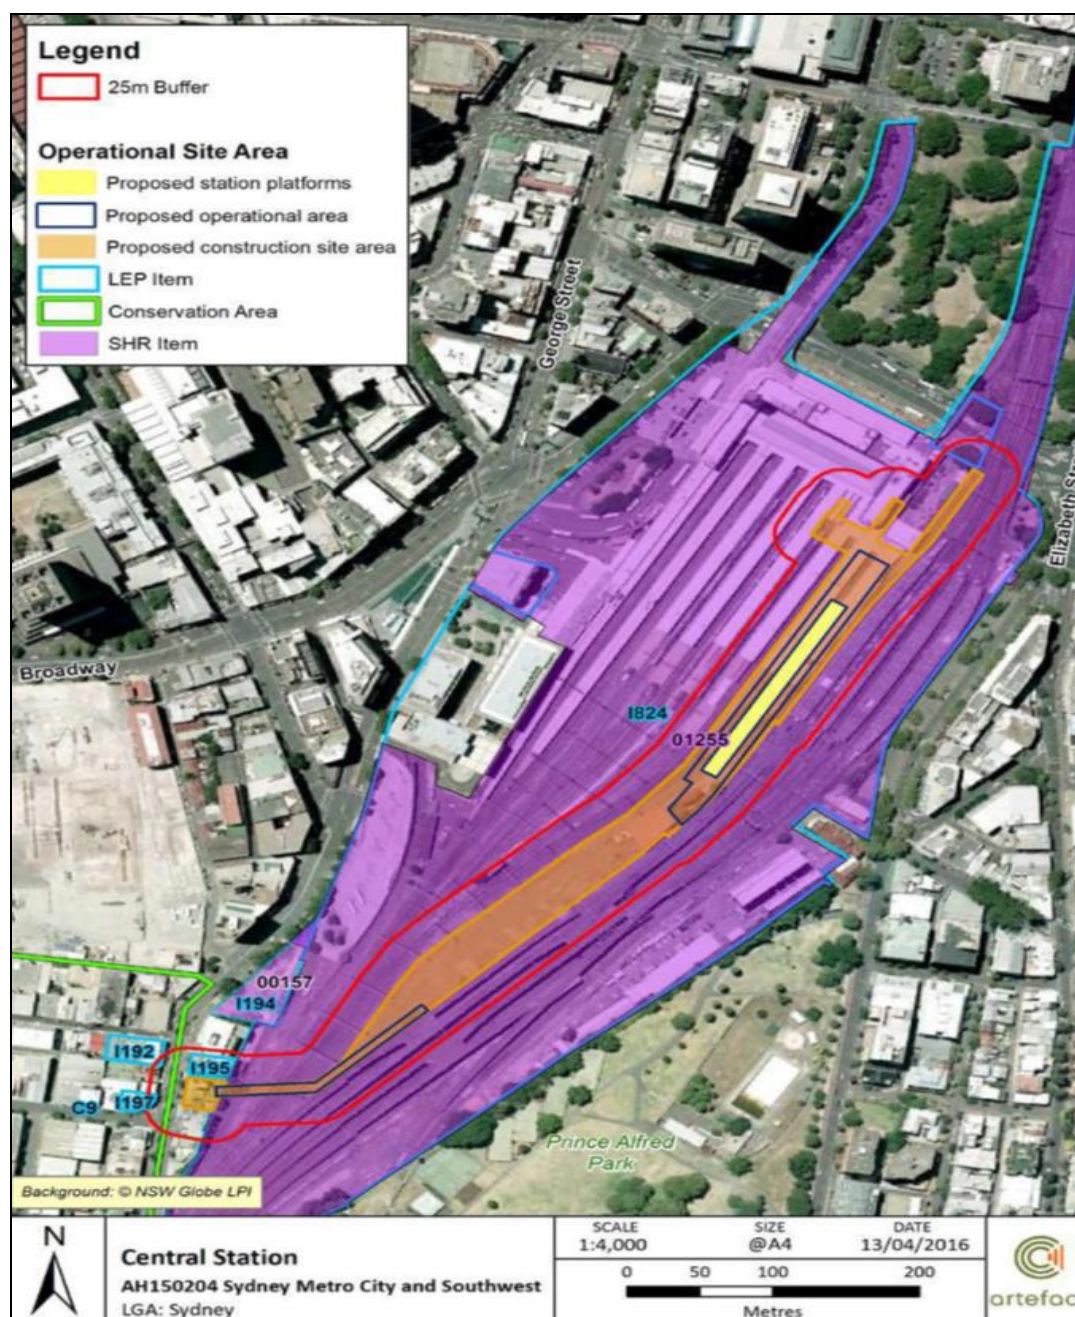 Legend
25m Buffer
Operational Site Area
Proposed station platforms
Proposed operational area
Proposed construction site area
LEP Item
Conservation Area
SHR Item
George Street
Elizabeth
Broadway
I824
01255
00157
I194
I192
I195
I197
C9
Prince Alfred
Park
Background: © NSW Globe LPI
N
Central Station
AH150204 Sydney Metro City and Southwest
LGA: Sydney
SCALE
1:4,000
SIZE
@A4
DATE
13/04/2016
0 50 100 200
Metres
artefac